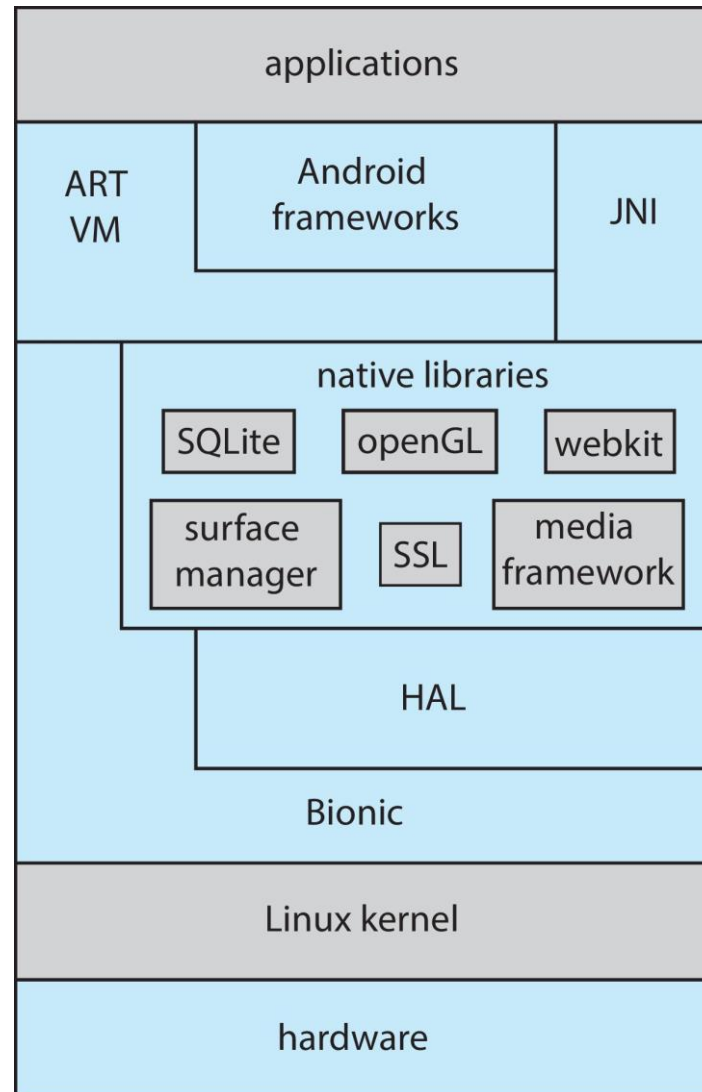 applications
ART
VM
Android
frameworks
JNI
native libraries
SQLite
openGL
webkit
surface
manager
SSL
media
framework
HAL
Bionic
Linux kernel
hardware